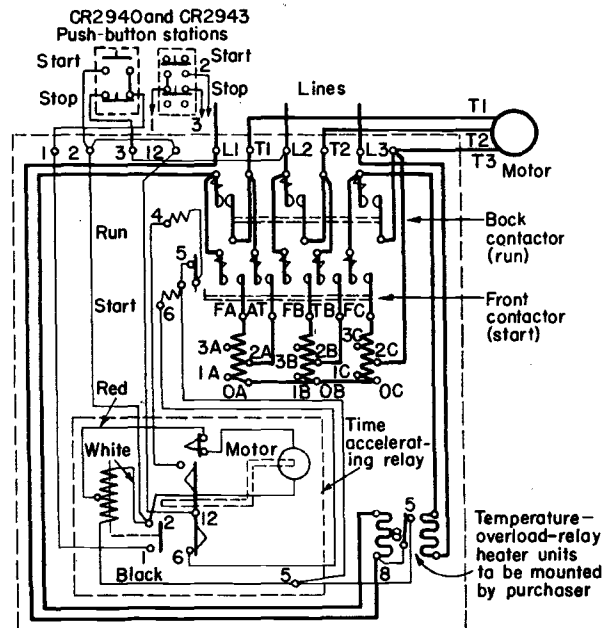 CR2940 and CR2943
Push-button stations
Start
2 Start
Stop
Stop
1
3
Lines
T1
T2
T3
Motor
1 2 3 12 L1 T1 L2 T2 L3
4
Run
5
Bock
contactor
(run)
Start
6
FA AT FB TB FC
Front
contactor
(start)
3A 2A 3B 2B 3C 2C
1A 1B 1C
0A 0B 0C
Red
White
Motor
Time
accelerat-
ing relay
2
12
1
6
Black
5
5
8
8
Temperature-
overload-relay
heater units
ta be mounted
by purchaser